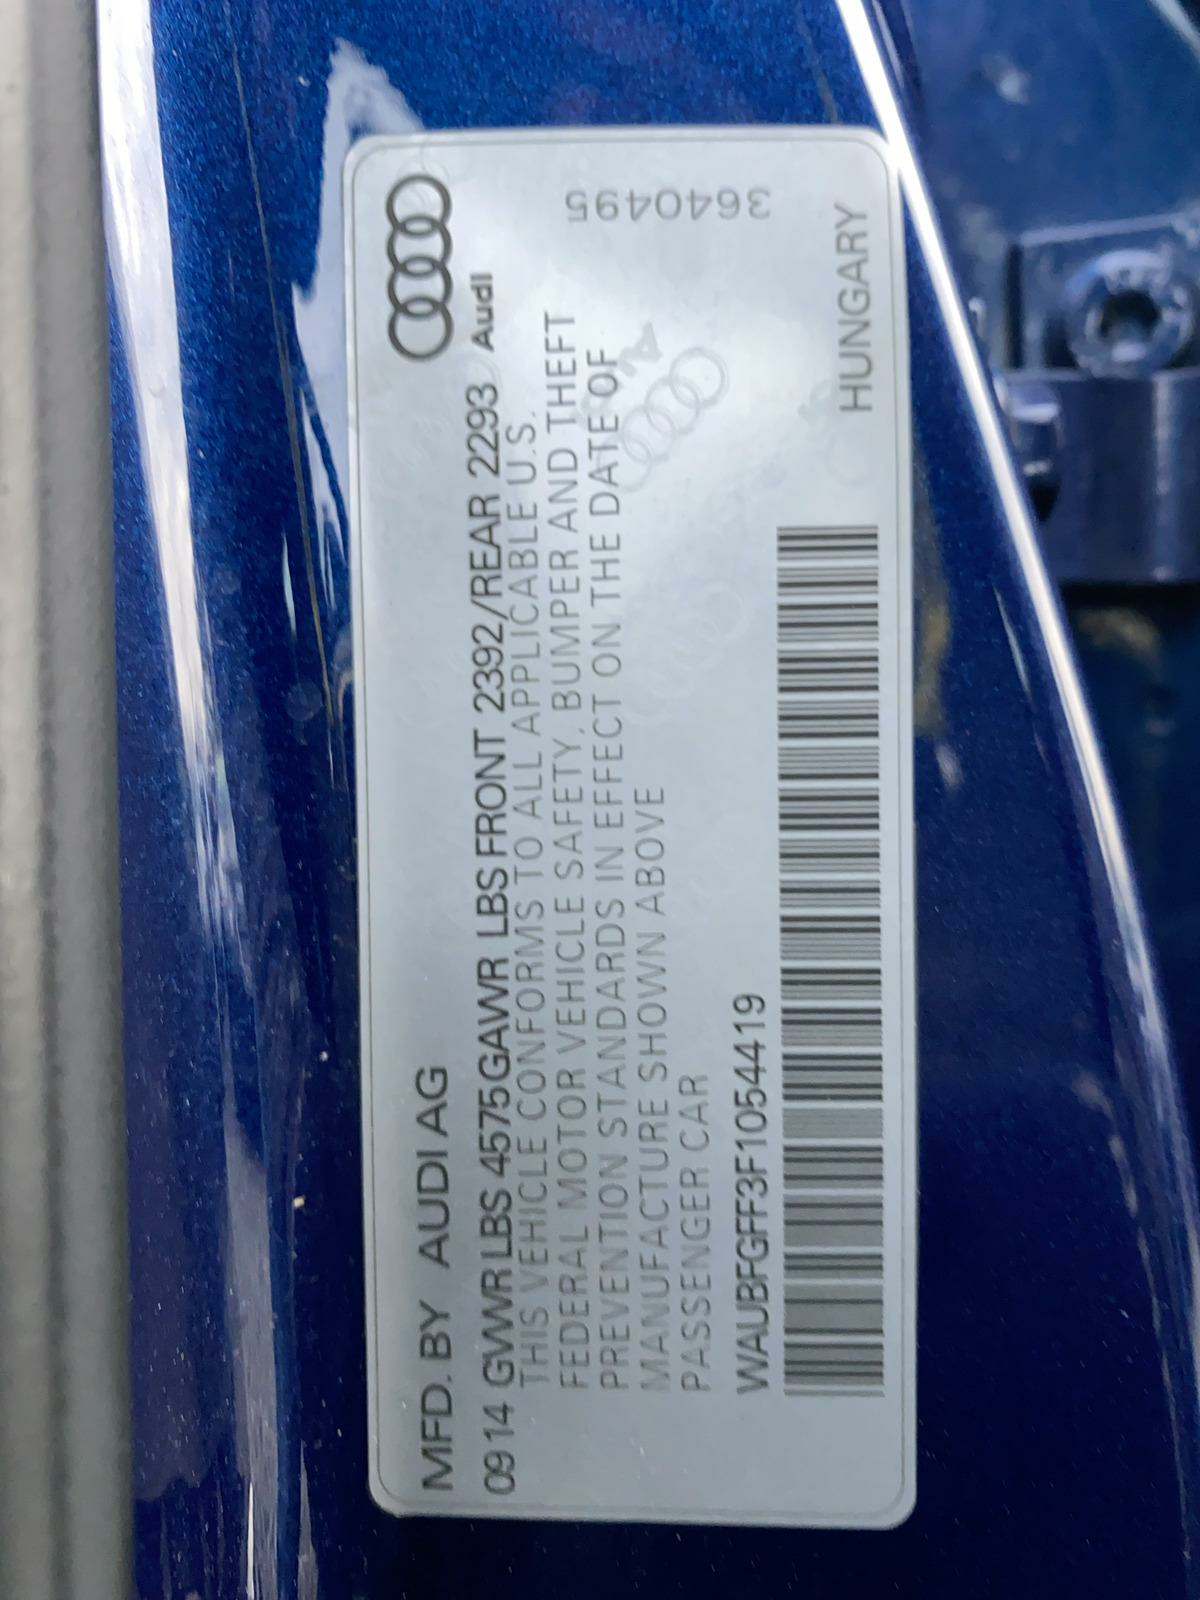 MFD. BY AUDI AG
0914 GVWR LBS 4575 GAWR LBS FRONT 2392/REAR 2293
Audi
THIS VEHICLE CONFORMS TO ALL APPLICABLE U.S.
FEDERAL MOTOR VEHICLE SAFETY, BUMPER AND THEFT
PREVENTION STANDARDS IN EFFECT ON THE DATE OF
MANUFACTURE SHOWN ABOVE
PASSENGER CAR
WAUBFGFF3F1054419
HUNGARY
3640495